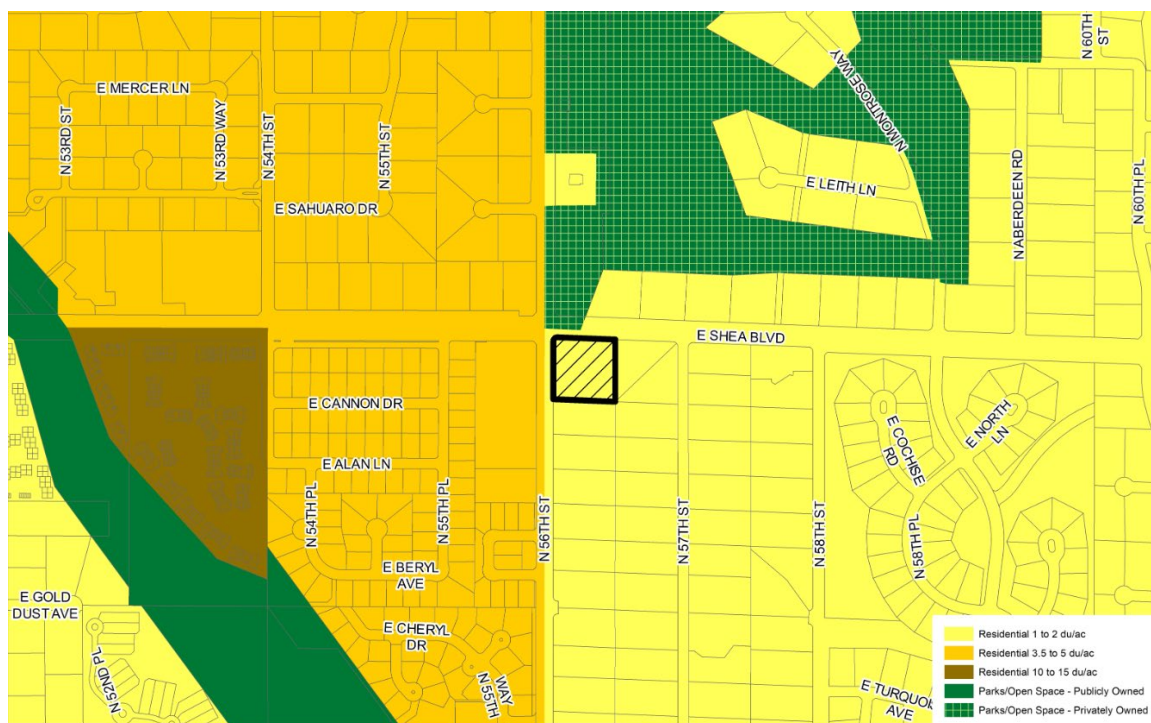 N 60TH
ST
E MERCER LN
N 53RD ST
N 53RD WAY
N 54TH ST
N 55TH ST
N MONTROSE WAY
E LEITH LN
N ABERDEEN RD
N 60TH PL
E SAHUARO DR
E SHEA BLVD
E CANNON DR
E ALAN LN
E COCHISE
RD
E NORTH
LN
N 54TH PL
N 55TH PL
N 56TH ST
N 57TH ST
N 58TH ST
N 58TH PL
E BERYL
AVE
E GOLD
DUST AVE
E CHERYL
DR
N 52ND PL
N 55TH
WAY
E TURQUOI
AVE
Residential 1 to 2 du/ac
Residential 3.5 to 5 du/ac
Residential 10 to 15 du/ac
Parks/Open Space - Publicly Owned
Parks/Open Space - Privately Owned